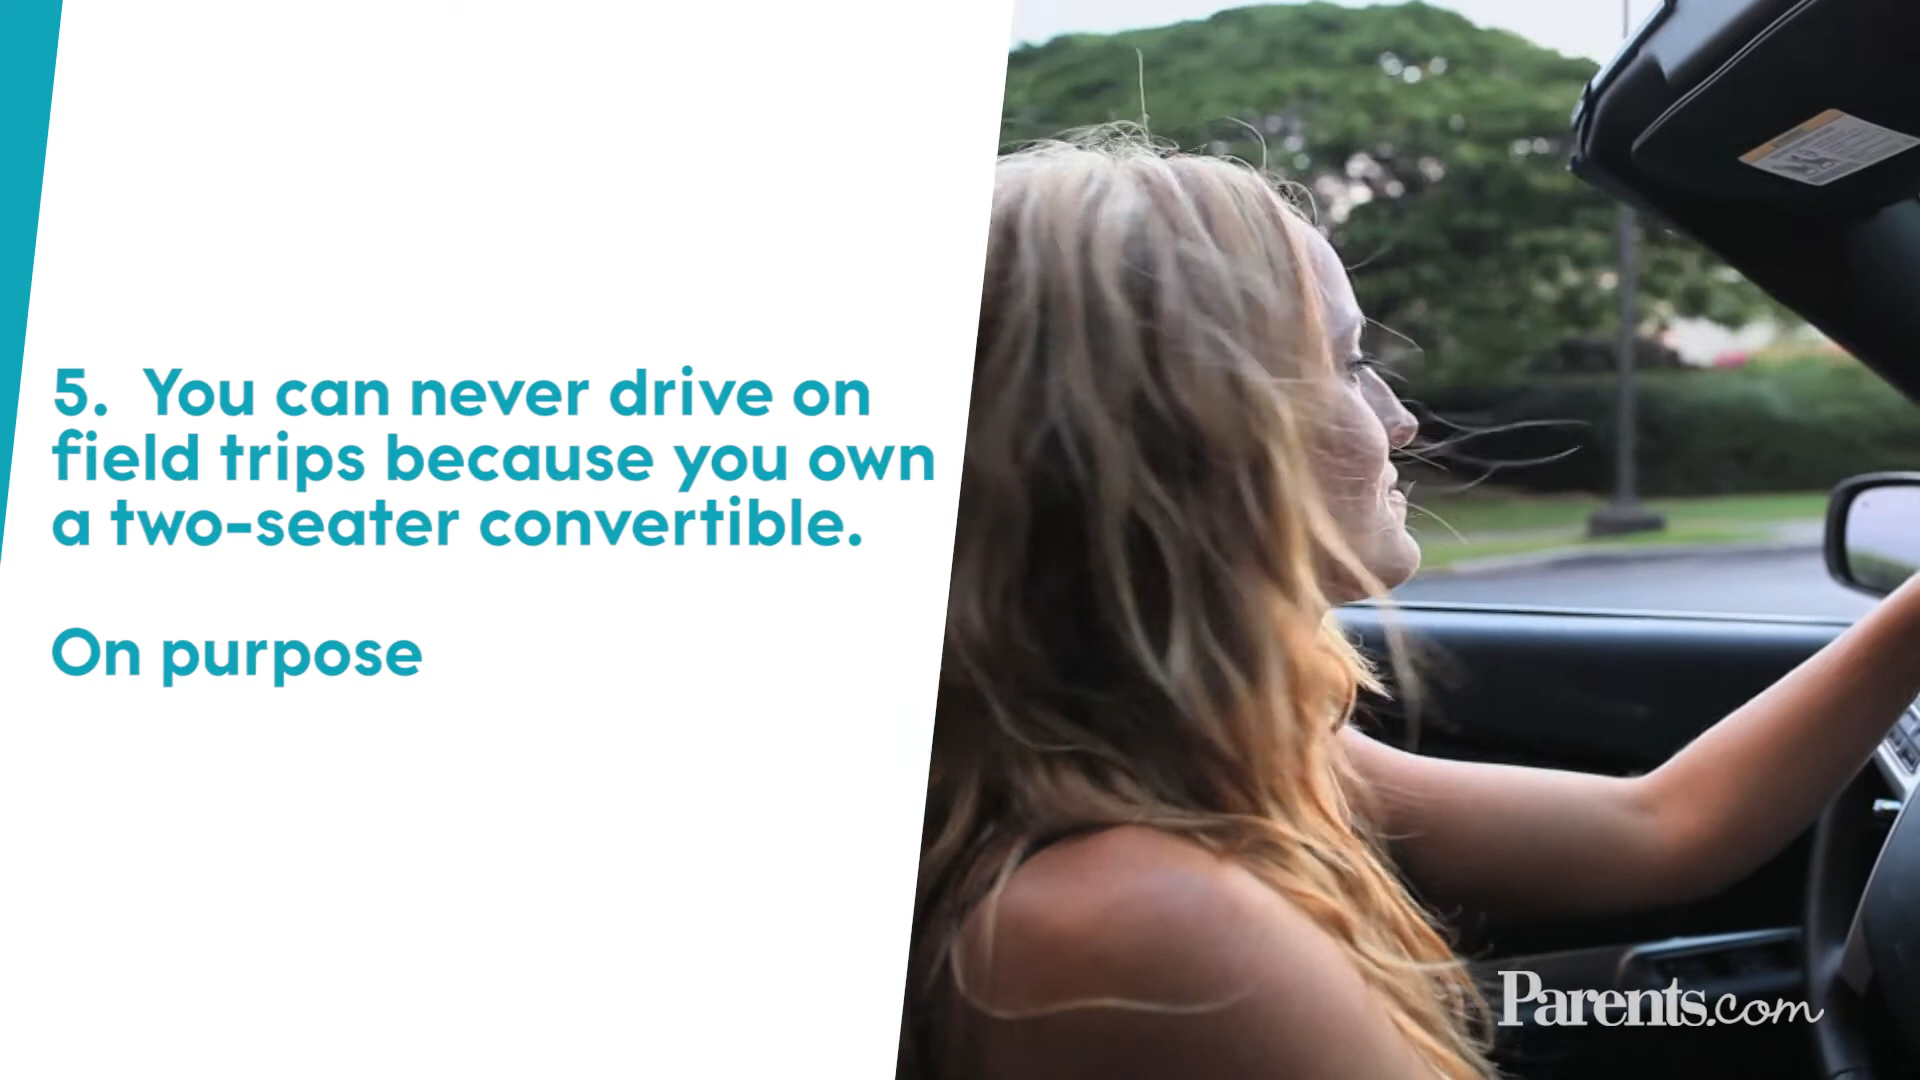 5. You can never drive on
field trips because you own
a two-seater convertible.
On purpose
Parents.com